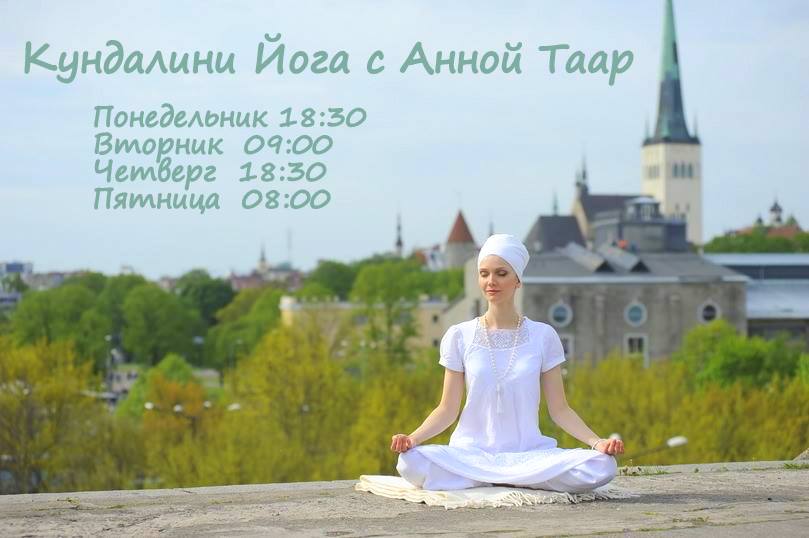 Кундалини Йога с Анной Таар
Понедельник 18:30
Вторник 09:00
Четверг 18:30
Пятница 08:00